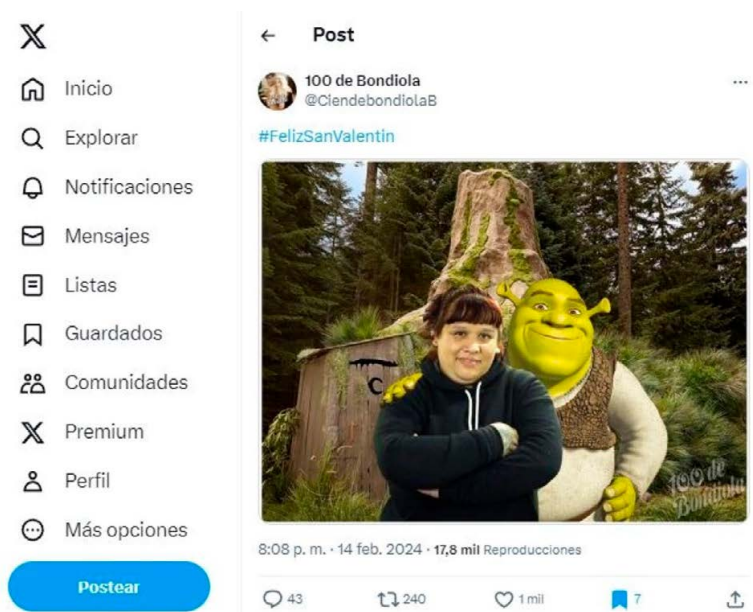 Post
Inicio
Explorar
Notificaciones
Mensajes
Listas
Guardados
Comunidades
Premium
Perfil
Más opciones
Postear
100 de Bondiola
@CiendebondiolaB
#FelizSanValentin
C
100 de
Bondiola
8:08 p. m. · 14 feb. 2024 · 17,8 mil Reproducciones
43 240 1 mil 7